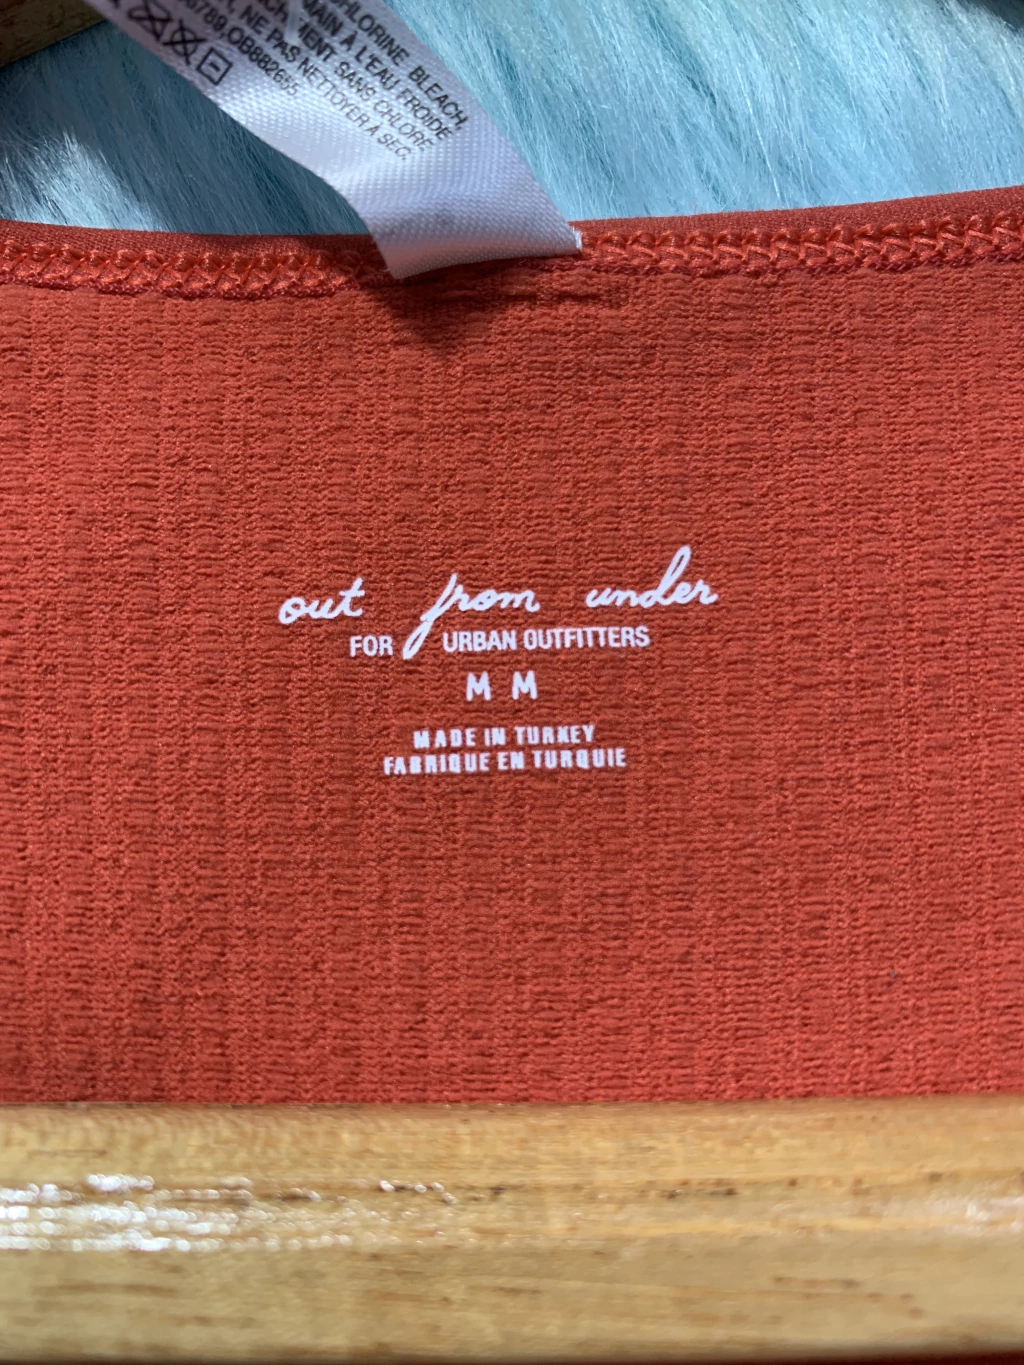 CHLORINE BLEACH,
MAIN À L'EAU FROIDE
SANS CHLORE
NE PAS NETTOYER À SEC.
OB882665
out from under
FOR URBAN OUTFITTERS
M M
MADE IN TURKEY
FABRIQUE EN TURQUIE